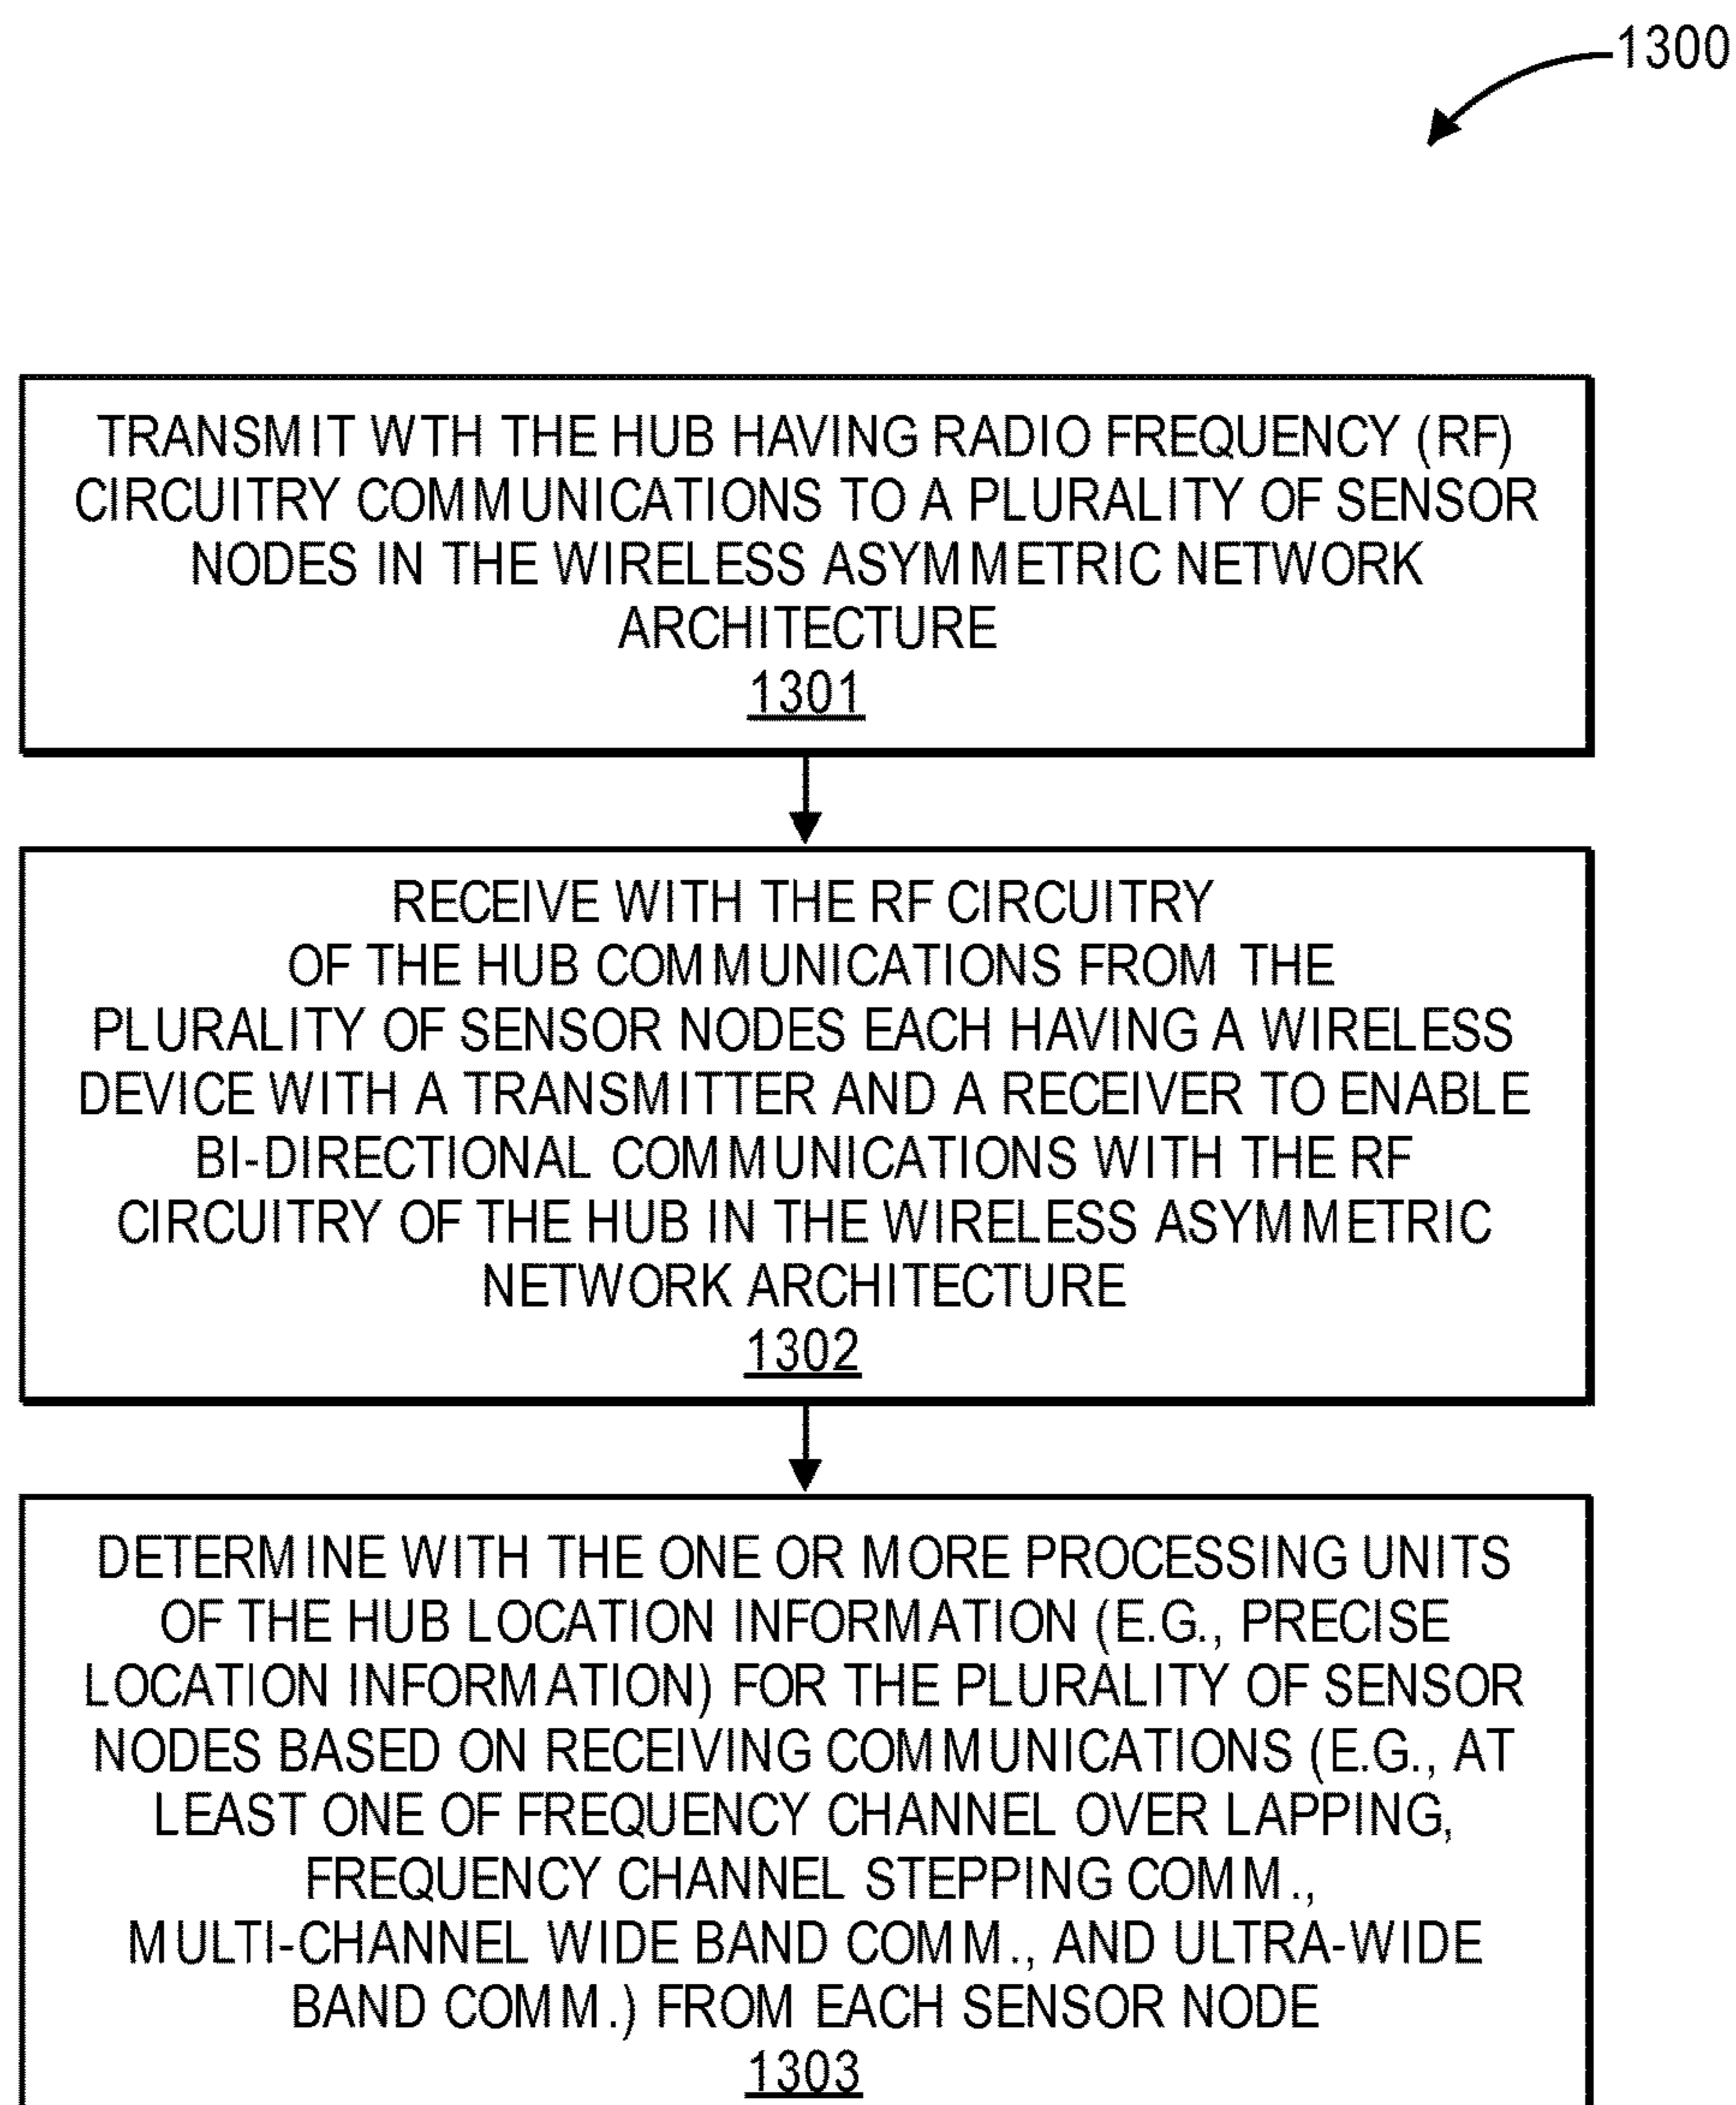 1300
TRANSMIT WTH THE HUB HAVING RADIO FREQUENCY (RF)
CIRCUITRY COMMUNICATIONS TO A PLURALITY OF SENSOR
NODES IN THE WIRELESS ASYMMETRIC NETWORK
ARCHITECTURE
1301
RECEIVE WITH THE RF CIRCUITRY
OF THE HUB COMMUNICATIONS FROM THE
PLURALITY OF SENSOR NODES EACH HAVING A WIRELESS
DEVICE WITH A TRANSMITTER AND A RECEIVER TO ENABLE
BI-DIRECTIONAL COMMUNICATIONS WITH THE RF
CIRCUITRY OF THE HUB IN THE WIRELESS ASYMMETRIC
NETWORK ARCHITECTURE
1302
DETERMINE WITH THE ONE OR MORE PROCESSING UNITS
OF THE HUB LOCATION INFORMATION (E.G., PRECISE
LOCATION INFORMATION) FOR THE PLURALITY OF SENSOR
NODES BASED ON RECEIVING COMMUNICATIONS (E.G., AT
LEAST ONE OF FREQUENCY CHANNEL OVER LAPPING,
FREQUENCY CHANNEL STEPPING COMM.,
MULTI-CHANNEL WIDE BAND COMM., AND ULTRA-WIDE
BAND COMM.) FROM EACH SENSOR NODE
1303